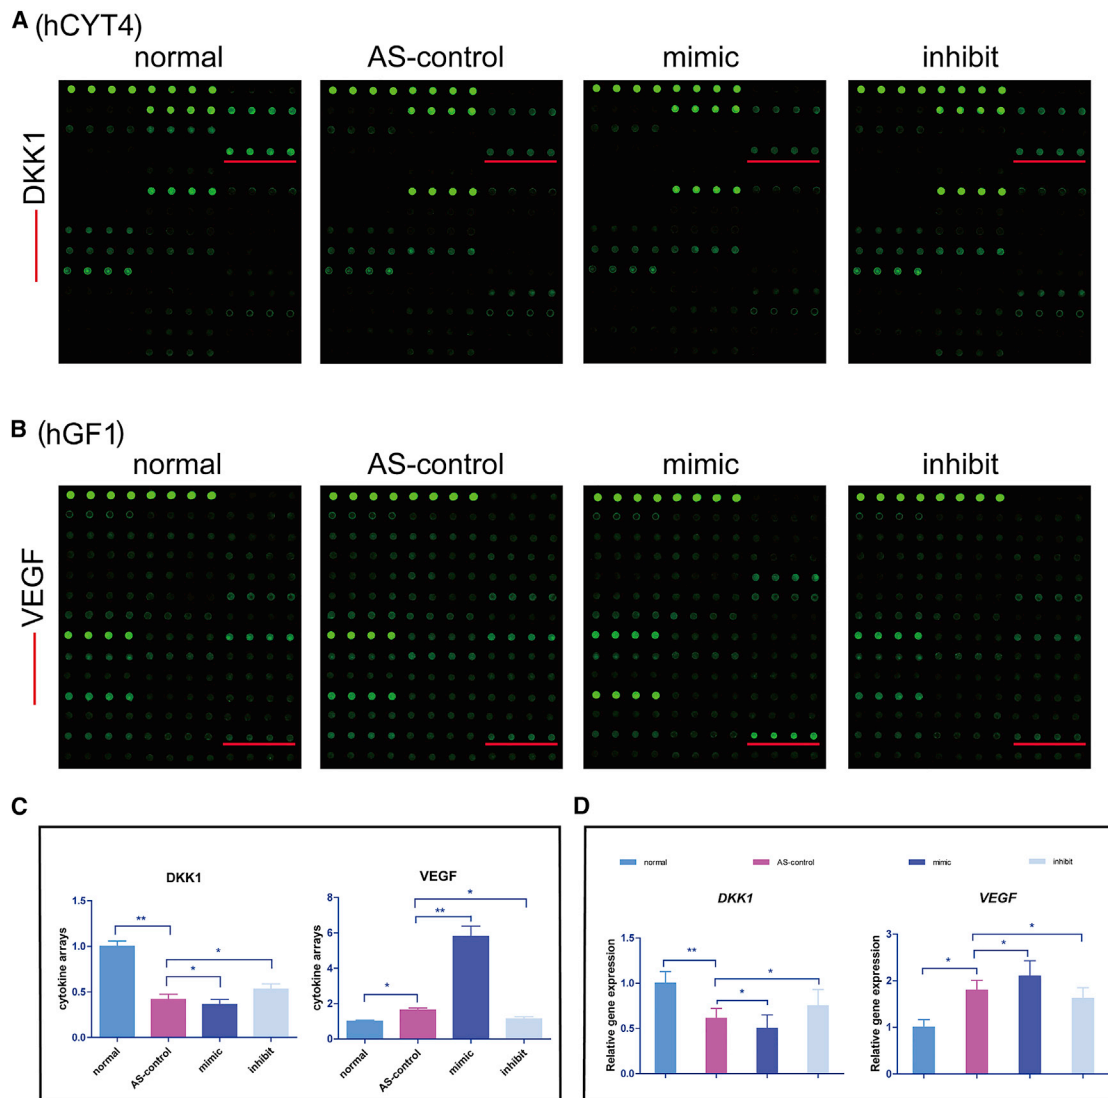 A (hCYT4)
normal AS-control mimic inhibit
DKK1
B (hGF1)
normal AS-control mimic inhibit
VEGF
C
DKK1
cytokine arrays
1.5
1.0
0.5
0.0
**
*
*
normal AS-control mimic inhibit
VEGF
cytokine arrays
8
6
4
2
0
*
**
*
normal AS-control mimic inhibit
D
normal AS-control mimic inhibit
DKK1
Relative gene expression
1.5
1.0
0.5
0.0
**
*
*
VEGF
Relative gene expression
3
2
1
0
*
*
*